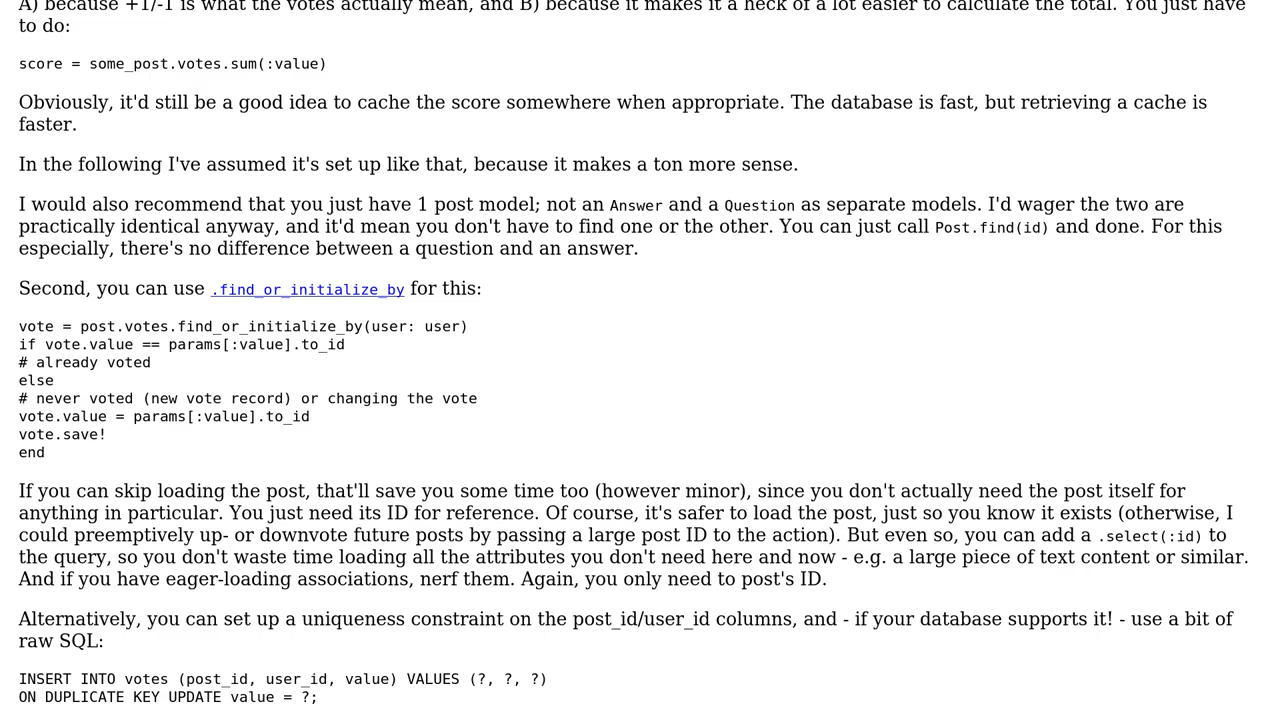 A) because +1/-1 is what the votes actually mean, and B) because it makes it a heck of a lot easier to calculate the total. You just have
to do:
score = some_post.votes.sum(:value)
Obviously, it'd still be a good idea to cache the score somewhere when appropriate. The database is fast, but retrieving a cache is
faster.
In the following I've assumed it's set up like that, because it makes a ton more sense.
I would also recommend that you just have 1 post model; not an Answer and a Question as separate models. I'd wager the two are
practically identical anyway, and it'd mean you don't have to find one or the other. You can just call Post.find(id) and done. For this
especially, there's no difference between a question and an answer.
Second, you can use .find_or_initialize_by for this:
vote = post.votes.find_or_initialize_by(user: user)
if vote.value == params[:value].to_id
# already voted
else
# never voted (new vote record) or changing the vote
vote.value = params[:value].to_id
vote.save!
end
If you can skip loading the post, that'll save you some time too (however minor), since you don't actually need the post itself for
anything in particular. You just need its ID for reference. Of course, it's safer to load the post, just so you know it exists (otherwise, I
could preemptively up- or downvote future posts by passing a large post ID to the action). But even so, you can add a .select(:id) to
the query, so you don't waste time loading all the attributes you don't need here and now - e.g. a large piece of text content or similar.
And if you have eager-loading associations, nerf them. Again, you only need to post's ID.
Alternatively, you can set up a uniqueness constraint on the post_id/user_id columns, and - if your database supports it! - use a bit of
raw SQL:
INSERT INTO votes (post_id, user_id, value) VALUES (?, ?, ?)
ON DUPLICATE KEY UPDATE value = ?;